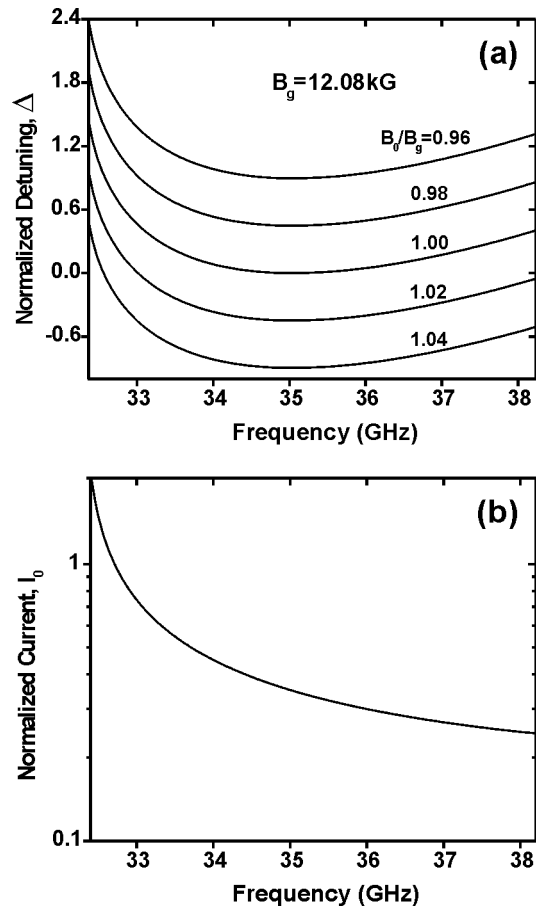 (a)
B_g=12.08kG
B_0/B_g=0.96
0.98
1.00
1.02
1.04
2.4
1.8
1.2
0.6
0.0
-0.6
Normalized Detuning, Δ
33 34 35 36 37 38
Frequency (GHz)
(b)
1
0.1
Normalized Current, I_0
33 34 35 36 37 38
Frequency (GHz)